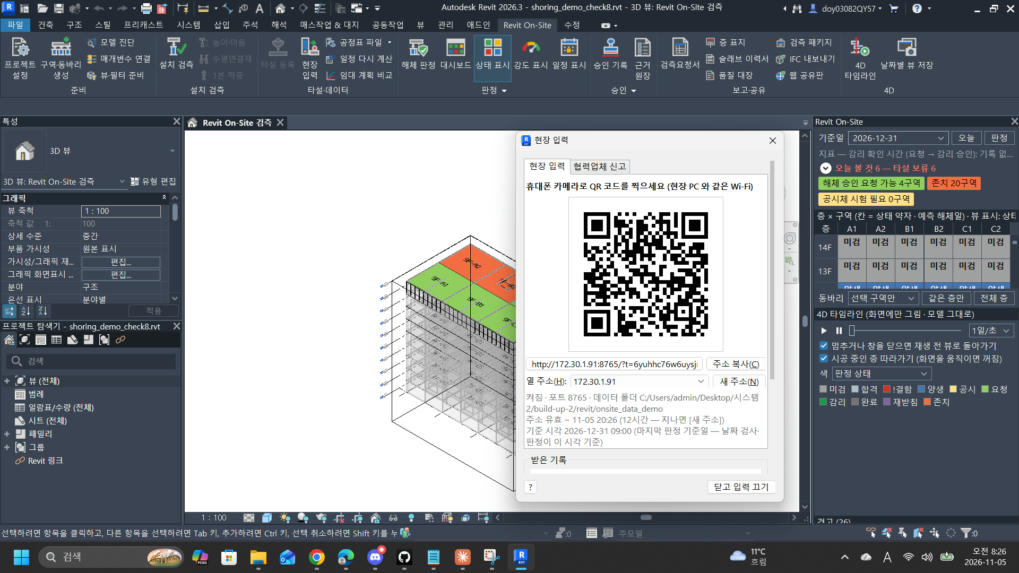 Autodesk Revit 2026.3 - shoring_demo_check8.rvt - 3D 뷰: Revit On-Site 검측
doy03082QY57
파일 건축 구조 스틸 프리캐스트 시스템 삽입 주석 해석 매스작업 & 대지 공동작업 뷰 관리 애드인 Revit On-Site 수정
프로젝트 설정
구역·동바리 생성
모델 진단
매개변수 연결
뷰·필터 준비
준비
설치 검측
설치 검측
타설 등록
현장 입력
공정표 파일
일정 다시 계산
임대 계획 비교
타설·데이터
해체 판정
대시보드
상태 표시
강도 표시
일정 표시
판정
승인 기록
근거 원장
승인
검측요청서
증 표지
슬래브 이력서
품질 대장
검측 패키지
IFC 내보내기
웹 공유판
보고·공유
4D 타임라인
날짜별 뷰 저장
4D
특성
3D 뷰
3D 뷰: Revit On-Site 검측
유형 편집
그래픽
뷰 축척 1 : 100
축척 값 1: 100
상세 수준 중간
부품 가시성 원본 표시
가시성/그래픽 재... 편집...
그래픽 화면표시 ... 편집...
분야 구조
은선 표시 분야별
적용
프로젝트 탐색기 - shoring_demo_check8.rvt
검색
뷰 (전체)
범례
일람표/수량 (전체)
시트 (전체)
패밀리
그룹
Revit 링크
Revit On-Site 검측
1 : 100
현장 입력
현장 입력 협력업체 신고
휴대폰 카메라로 QR 코드를 찍으세요 (현장 PC 와 같은 Wi-Fi)
http://172.30.1.91:8765/?t=6yuhhc76w6uysj 주소 복사(C)
열 주소(H): 172.30.1.91 새 주소(N)
켜짐 · 포트 8765 · 데이터 폴더 C:/Users/admin/Desktop/시스템
2/build-up-2/revit/onsite_data_demo
주소 유효 ~ 11-05 20:26 (12시간 — 지나면 [새 주소])
기준 시각 2026-12-31 09:00 (마지막 판정 기준일 — 날짜 검사·
판정이 이 시각 기준)
받은 기록
?
닫고 입력 끄기
Revit On-Site
기준일 2026-12-31 오늘 판정
지표 — 감리 확인 시간 (요청 → 감리 승인): 기록 없...
오늘 볼 것 6 — 타설 보류 6
해체 승인 요청 가능 4구역 존치 20구역
공시체 시험 필요 0구역
층 × 구역 (칸 = 상태 약자 · 예측 해체일) · 뷰 표시: 상태
층 A1 A2 B1 B2 C1 C2
14F 미검 미검 미검 미검 미검 미검
13F 미검 미검 미검 미검 미검 미검
동바리 선택 구역만 같은 층만 전체 층
4D 타임라인 (화면에만 그림 · 모델 그대로)
1일/초
멈추거나 창을 닫으면 재생 전 뷰로 돌아가기
시공 중인 층 따라가기 (화면을 움직이면 꺼짐)
색 판정 상태
미검 합격 !결함 양생 공시 요청
감리 완료 재받침 존치
경고 (26)
선택하려면 항목을 클릭하고, 다른 항목을 선택하려면 Tab 키, 추가하려면 Ctrl 키, 선택 취소하려면 Shift 키를 누
:0
주모델
:0
검색
11°C
흐림
A
오전 8:26
2026-11-05